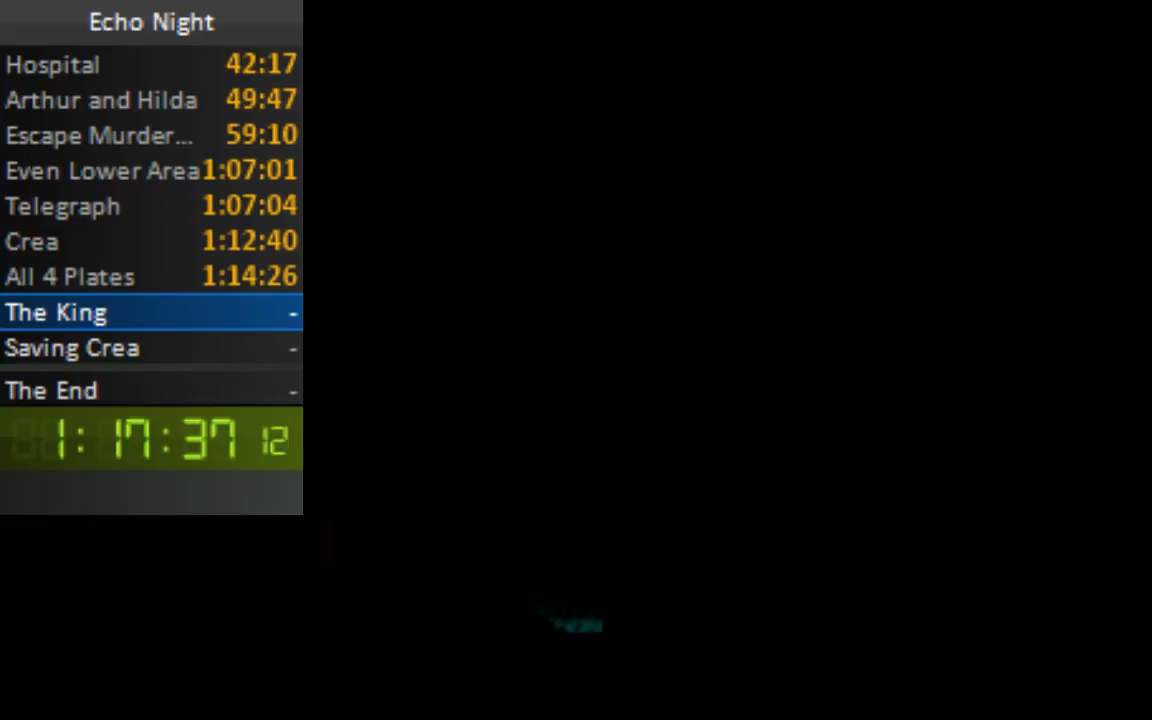 Echo Night
Hospital 42:17
Arthur and Hilda 49:47
Escape Murder... 59:10
Even Lower Area 1:07:01
Telegraph 1:07:04
Crea 1:12:40
All 4 Plates 1:14:26
The King -
Saving Crea -
The End -
1:17:37 12